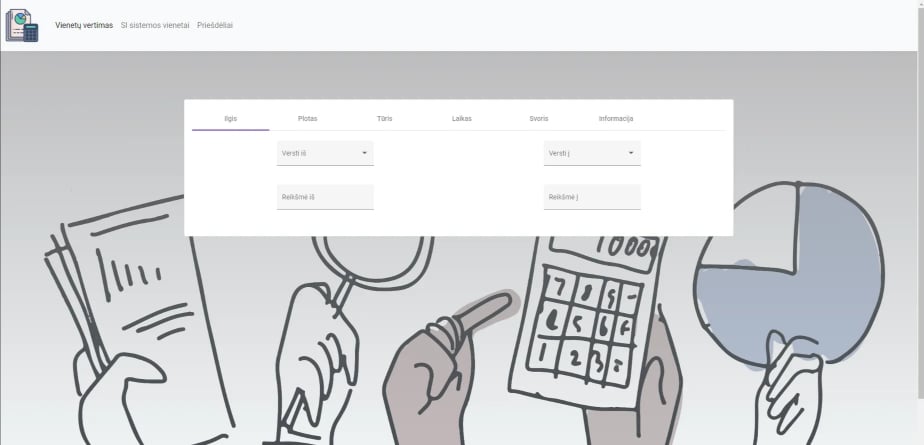 Vienetų vertimas SI sistemos vienetai Priešdėliai
Ilgis Plotas Tūris Laikas Svoris Informacija
Versti iš Versti į
Reikšmė iš Reikšmė į
1000
7 8 9 -
5 6
1 2 3 =